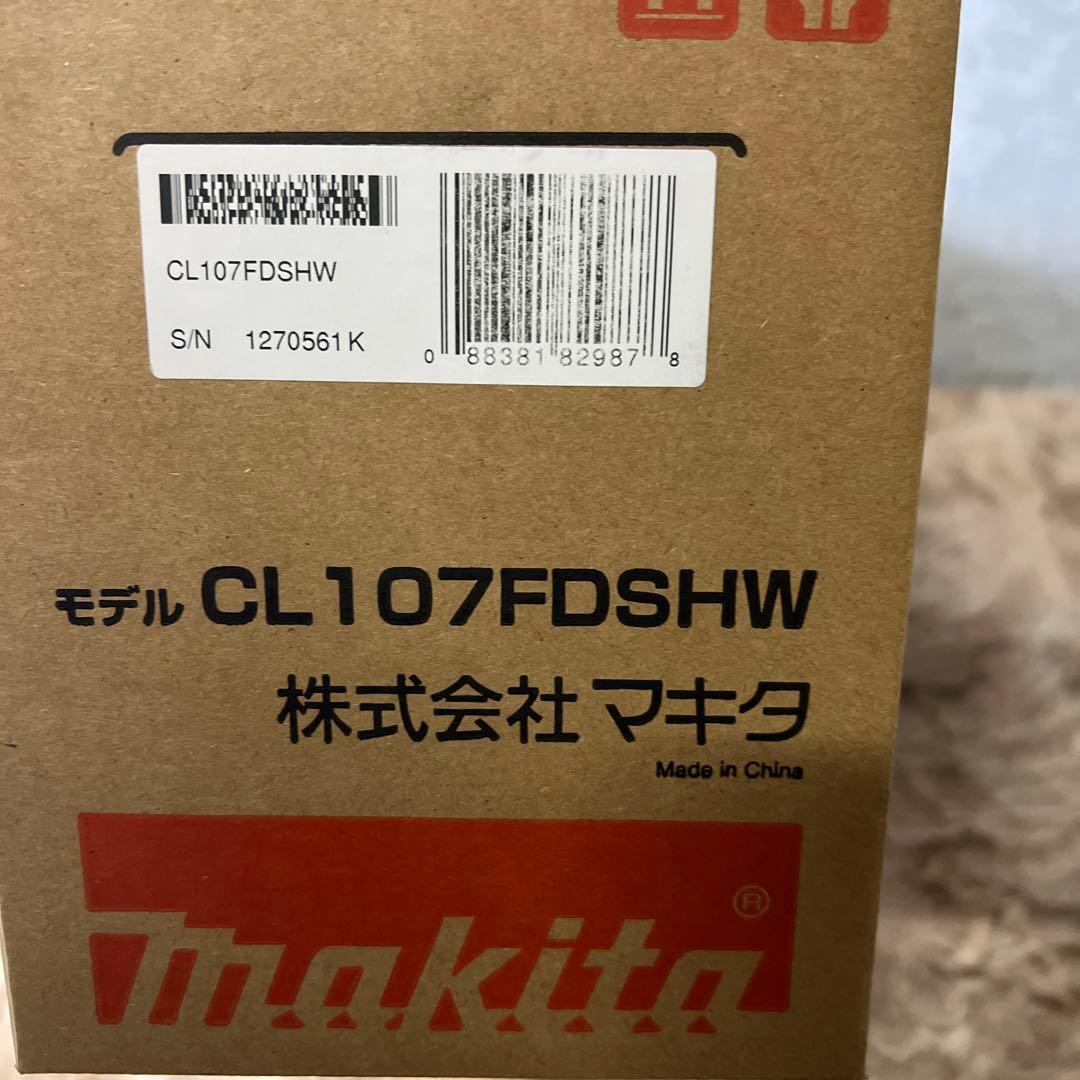 CL107FDSHW
S/N 1270561K
0 88381 82987 8
モデル CL107FDSHW
株式会社 マキタ
Made in China
makita ®